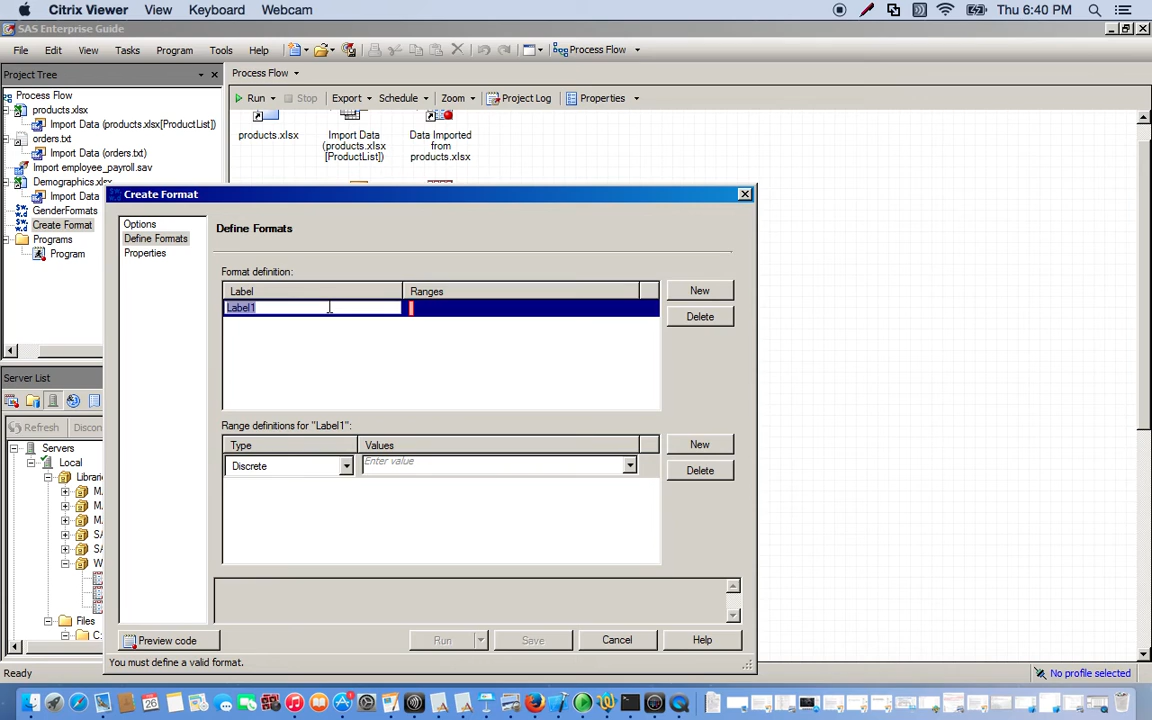 Citrix Viewer View Keyboard Webcam Thu 6:40 PM
SAS Enterprise Guide
File Edit View Tasks Program Tools Help Process Flow
Project Tree
Process Flow
Process Flow
products.xlsx
Import Data (products.xlsx[ProductList])
orders.txt
Import Data (orders.txt)
Import employee_payroll.sav
Demographics.xlsx
Import Data
GenderFormats
Create Format
Programs
Program
Run Stop Export Schedule Zoom Project Log Properties
products.xlsx
Import Data
(products.xlsx
[ProductList])
Data Imported
from
products.xlsx
Create Format
Options
Define Formats
Properties
Define Formats
Format definition:
Label Ranges
Label1
New
Delete
Range definitions for "Label1":
Type Values
Discrete Enter value
New
Delete
Preview code Run Save Cancel Help
You must define a valid format.
Server List
Refresh Discon
Servers
Local
Librarie
M
M
M
SA
SA
W
Files
C:
Ready
No profile selected
26